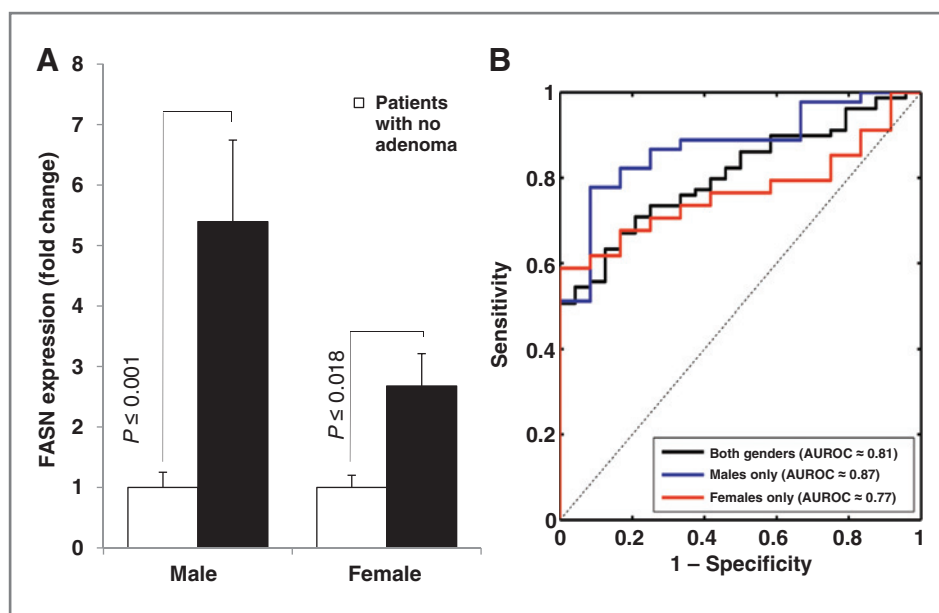 A
FASN expression (fold change)
8
7
6
5
4
3
2
1
0
Patients
with no
adenoma
P ≤ 0.001
P ≤ 0.018
Male
Female
B
Sensitivity
1
0.8
0.6
0.4
0.2
0
Both genders (AUROC ≈ 0.81)
Males only (AUROC ≈ 0.87)
Females only (AUROC ≈ 0.77)
0
0.2
0.4
0.6
0.8
1
1 – Specificity